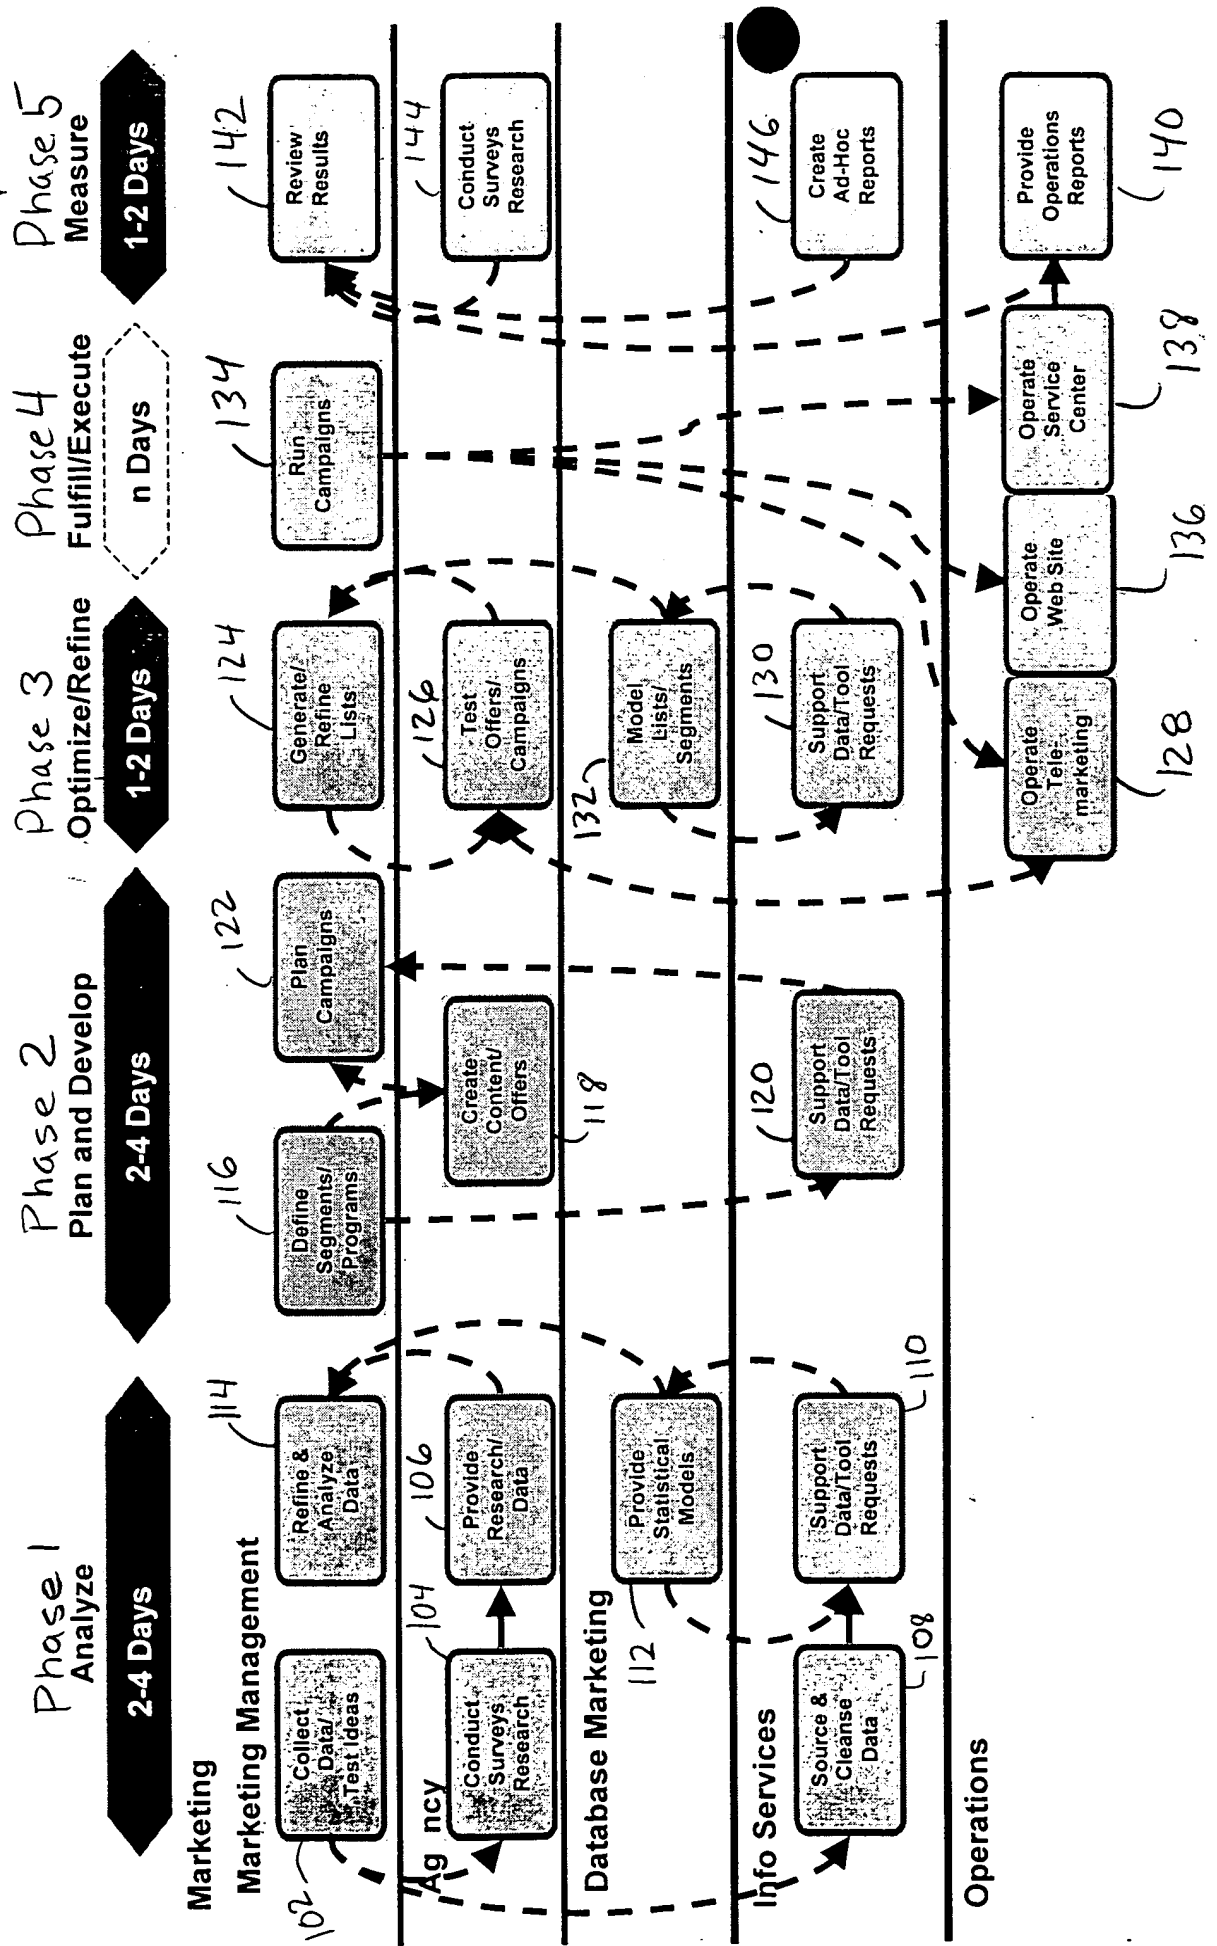 Phase 1
Analyze
2-4 Days
Phase 2
Plan and Develop
2-4 Days
Phase 3
Optimize/Refine
1-2 Days
Phase 4
Fulfill/Execute
n Days
Phase 5
Measure
1-2 Days
Marketing
Marketing Management
102
Collect
Data/
Test Ideas
114
Refine &
Analyze
Data
116
Define
Segments/
Programs
122
Plan
Campaigns
124
Generate/
Refine
Lists
134
Run
Campaigns
142
Review
Results
Ag ncy
104
Conduct
Surveys
Research
106
Provide
Research/
Data
Create
Content/
Offers
118
126
Test
Offers/
Campaigns
144
Conduct
Surveys
Research
Database Marketing
112
Provide
Statistical
Models
132
Model
Lists/
Segments
Info Services
Source &
Cleanse
Data
108
Support
Data/Tool
Requests
110
120
Support
Data/Tool
Requests
130
Support
Data/Tool
Requests
146
Create
Ad-Hoc
Reports
Operations
Operate
Tele-
marketing
128
Operate
Web Site
136
Operate
Service
Center
138
Provide
Operations
Reports
140